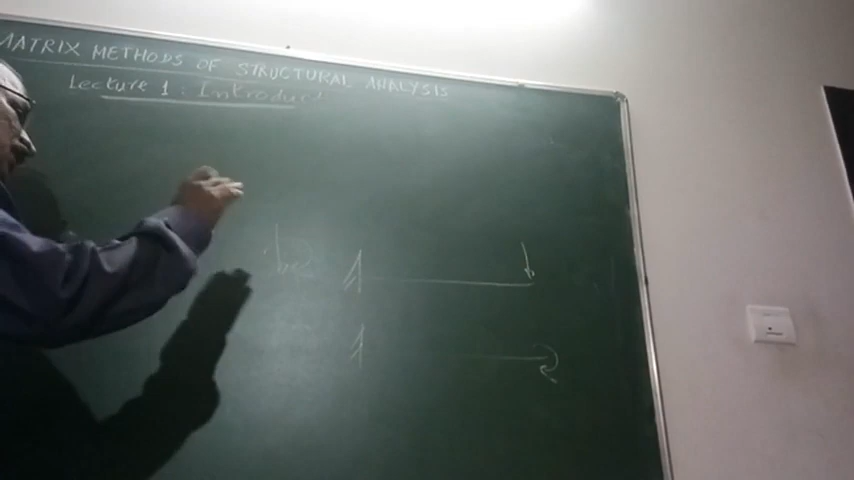 MATRIX METHODS OF STRUCTURAL ANALYSIS
Lecture 1 : Introduct